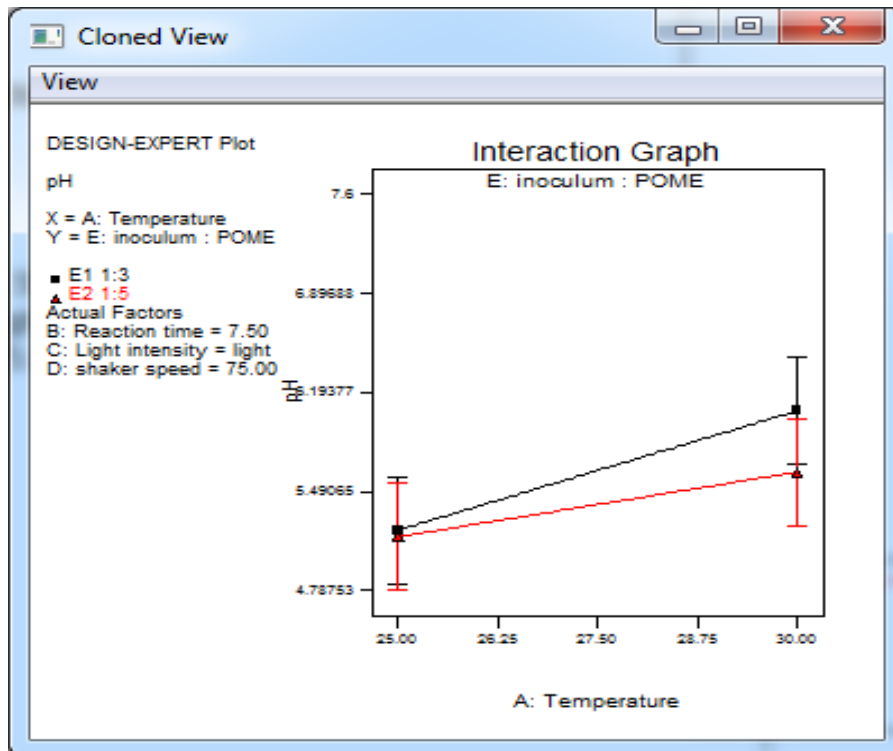 Cloned View
View
DESIGN-EXPERT Plot
pH
X = A: Temperature
Y = E: inoculum : POME
E1 1:3
E2 1:5
Actual Factors
B: Reaction time = 7.50
C: Light intensity = light
D: shaker speed = 75.00
Interaction Graph
E: inoculum : POME
7.6
6.89688
6.19377
5.49065
4.78753
pH
25.00 26.25 27.50 28.75 30.00
A: Temperature